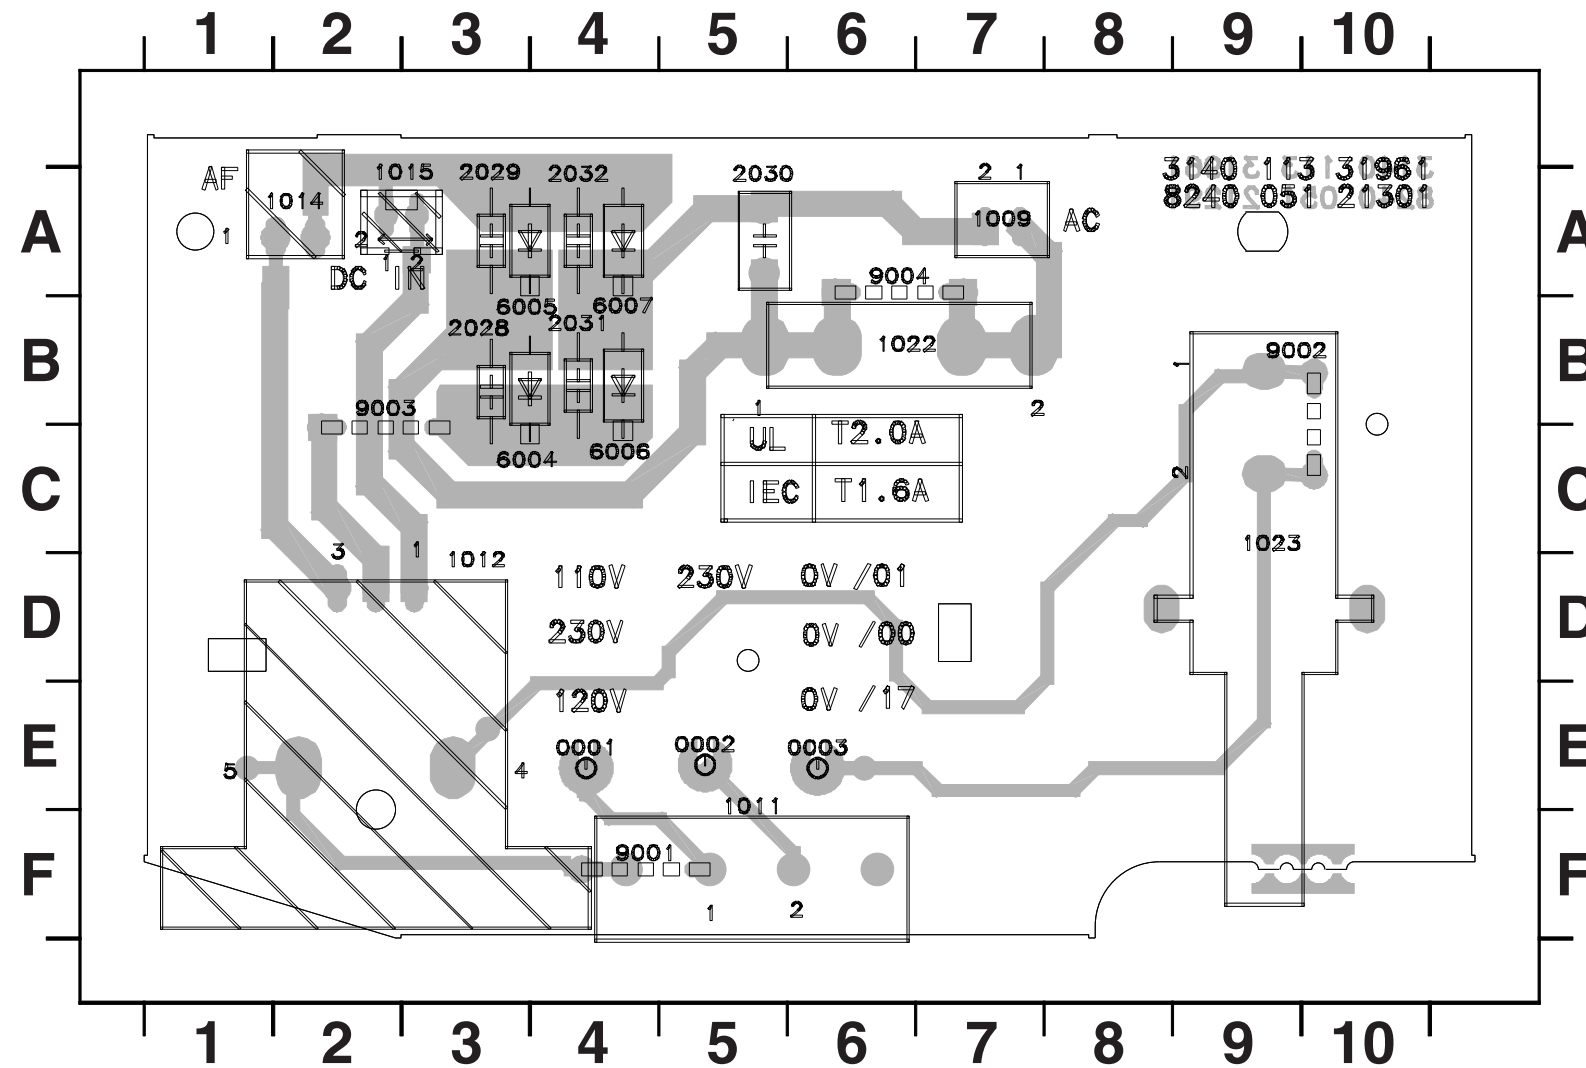 1 2 3 4 5 6 7 8 9 10
AF 1014 1015 2029 2032 2030 2 1 3140 113 31961
8240 051 21301
A 1 2 1009 AC A
1 2
DC IN 9004
6005 6007
2028 2031
B 1022 1 9002 B
9003 1 2
UL T2.0A
6004 6006
C 2 C
IEC T1.6A
3 1 1012 1023
110V 230V 0V /01
D 230V 0V /00 D
120V 0V /17
E 0001 0002 0003 E
5 4
1011
F 9001 F
1 2
1 2 3 4 5 6 7 8 9 10